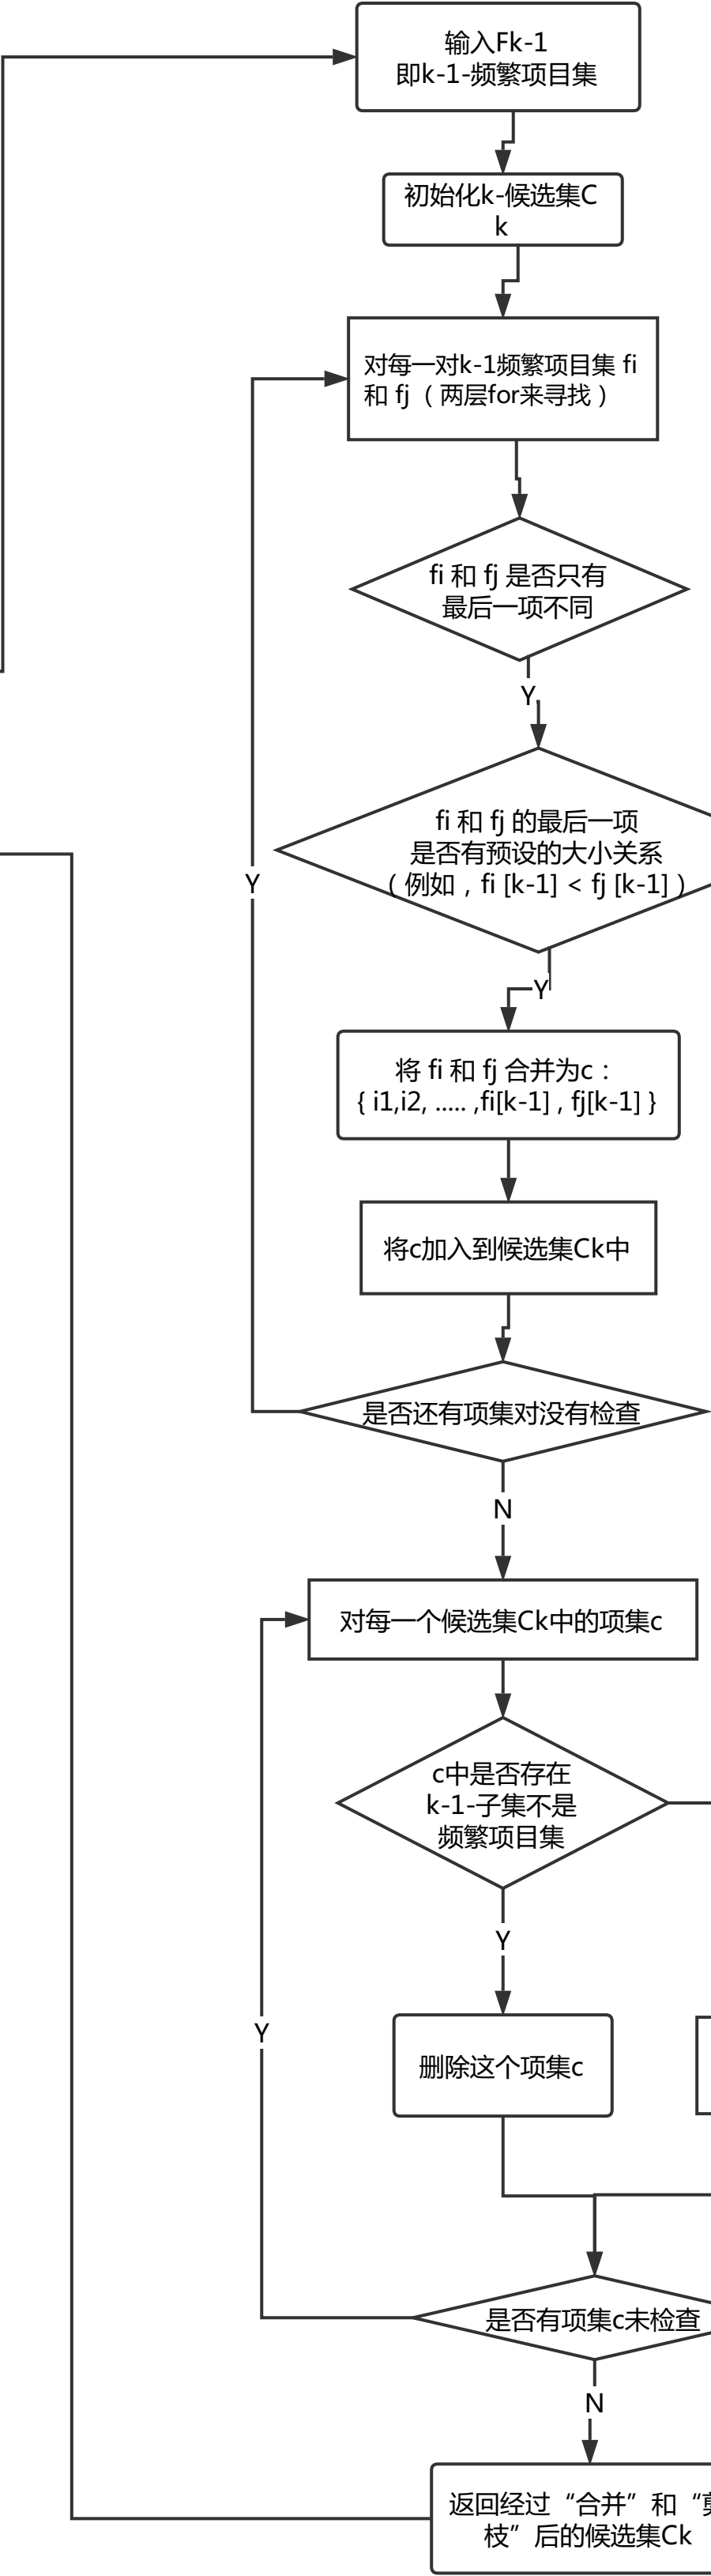 输入Fk-1
即k-1-频繁项目集
初始化k-候选集C
k
对每一对k-1频繁项目集 fi
和 fj（两层for来寻找）
fi 和 fj 是否只有
最后一项不同
Y
fi 和 fj 的最后一项
是否有预设的大小关系
（例如，fi [k-1] < fj [k-1]）
Y
Y
将 fi 和 fj 合并为c：
{ i1,i2, ..... ,fi[k-1] , fj[k-1] }
将c加入到候选集Ck中
是否还有项集对没有检查
N
对每一个候选集Ck中的项集c
c中是否存在
k-1-子集不是
频繁项目集
Y
Y
删除这个项集c
是否有项集c未检查
N
返回经过“合并”和“剪
枝”后的候选集Ck